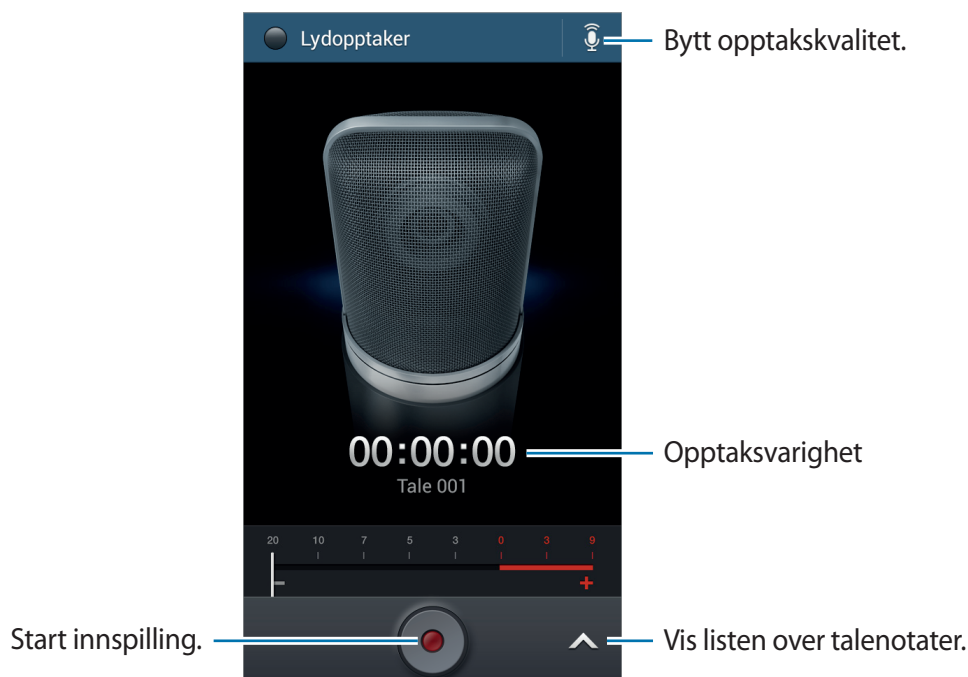 Lydopptaker
Bytt opptakskvalitet.
00:00:00
Opptaksvarighet
Tale 001
20 10 7 5 3 0 3 9
− +
Start innspilling.
Vis listen over talenotater.